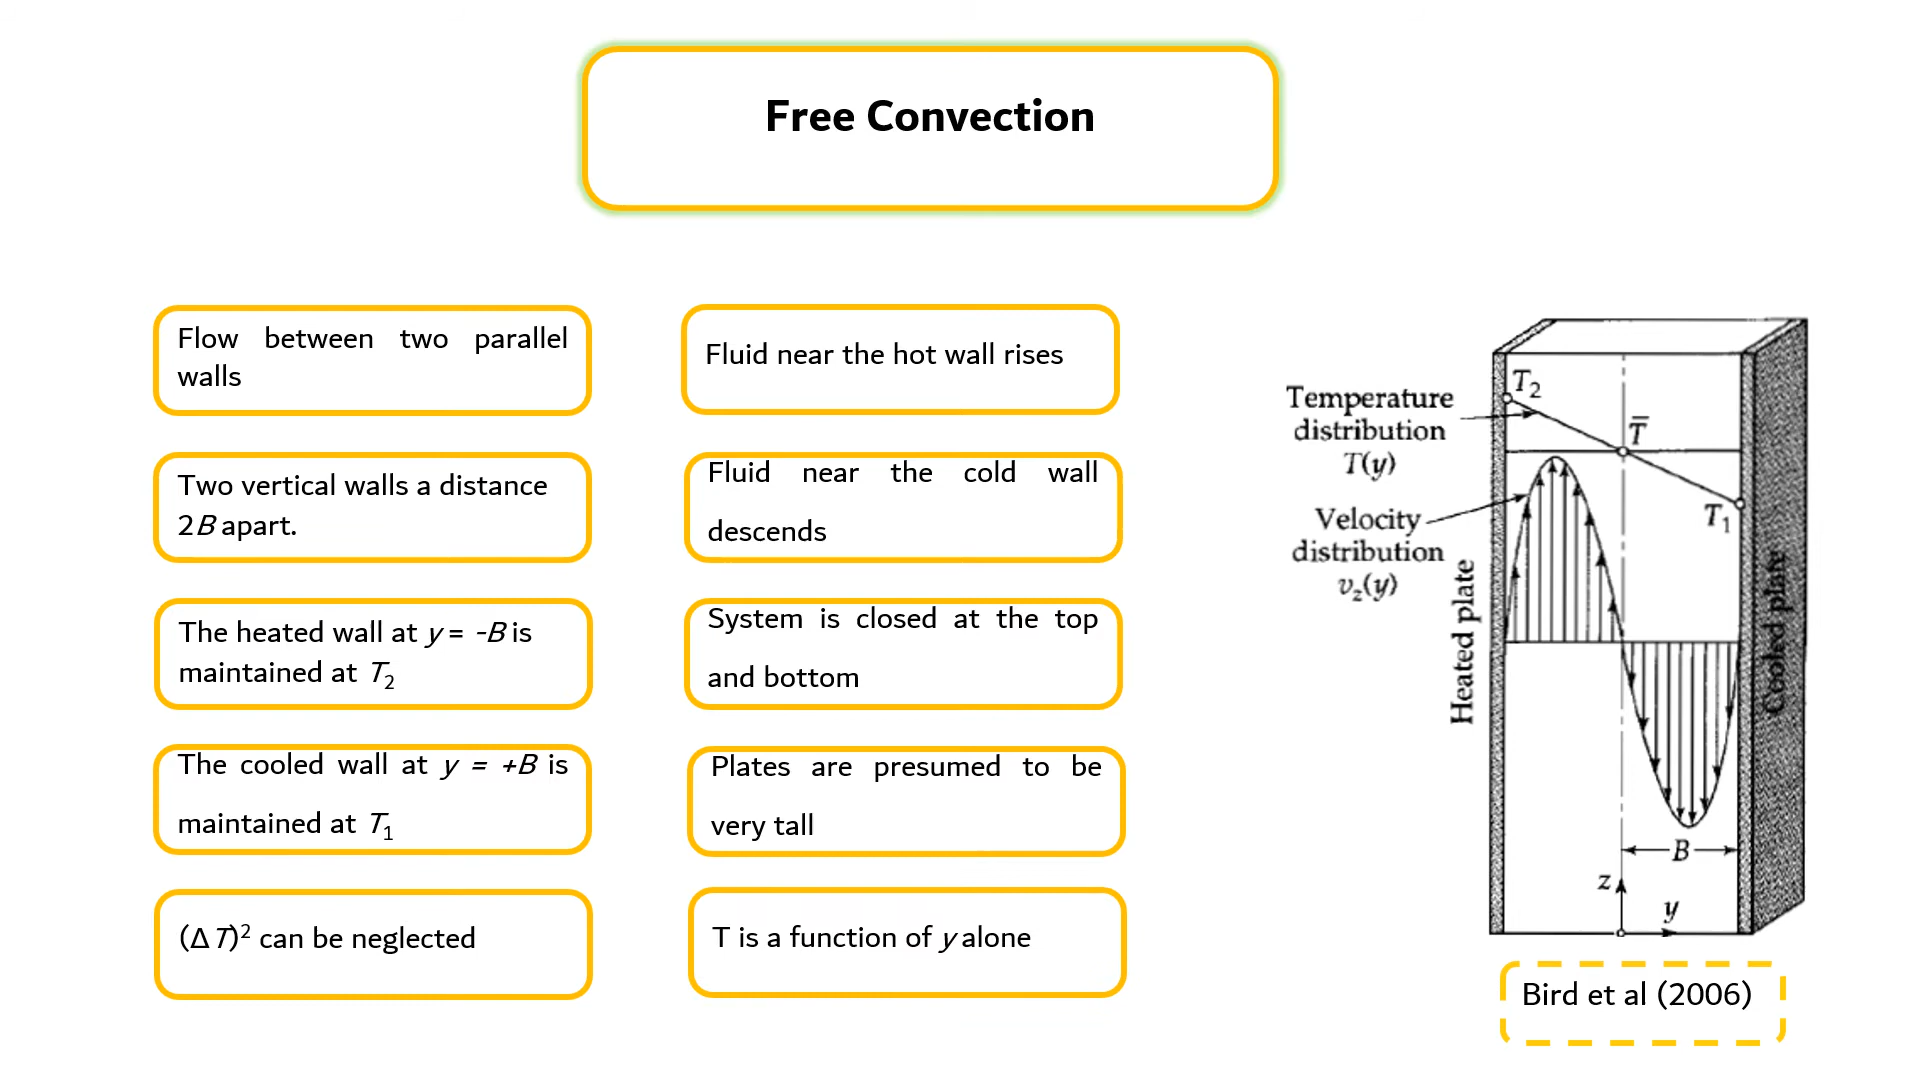 Free Convection
Flow between two parallel
walls
Two vertical walls a distance
2B apart.
The heated wall at y = -B is
maintained at T₂
The cooled wall at y = +B is
maintained at T₁
(Δ T)² can be neglected
Fluid near the hot wall rises
Fluid near the cold wall
descends
System is closed at the top
and bottom
Plates are presumed to be
very tall
T is a function of y alone
Temperature
distribution
T(y)
Velocity
distribution
v_z(y)
Heated plate
T₂
T̅
T₁
Cooled plate
B
z
y
Bird et al (2006)